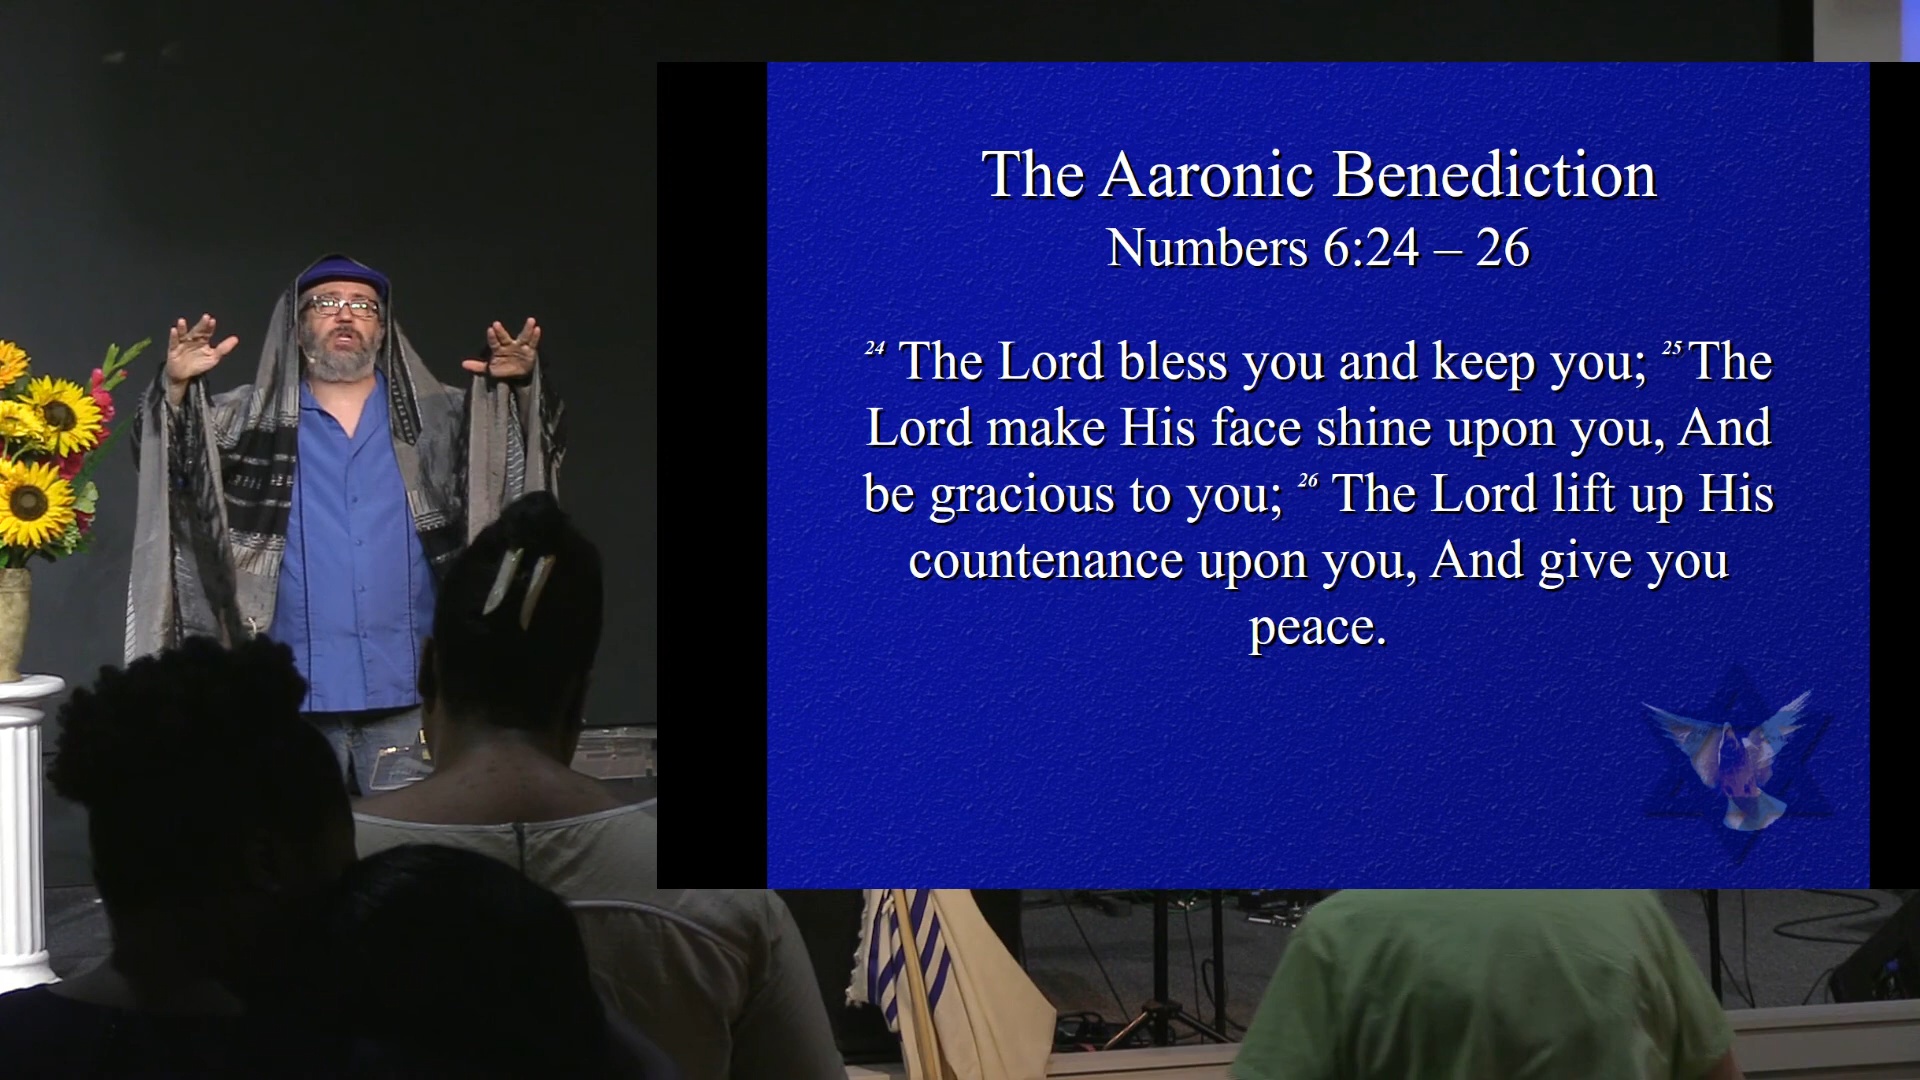 The Aaronic Benediction
Numbers 6:24 – 26
24 The Lord bless you and keep you; 25 The
Lord make His face shine upon you, And
be gracious to you; 26 The Lord lift up His
countenance upon you, And give you
peace.